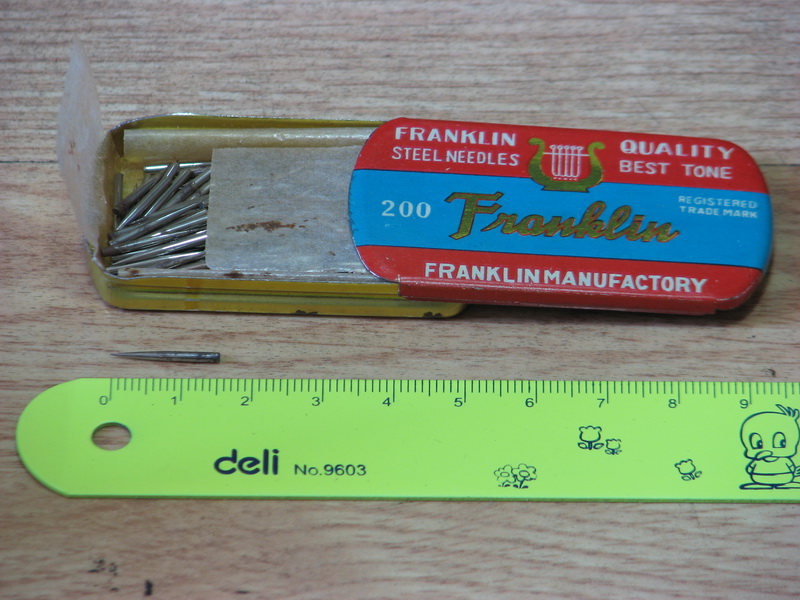 FRANKLIN
STEEL NEEDLES
QUALITY
BEST TONE
200
Franklin
REGISTERED
TRADE MARK
FRANKLIN MANUFACTORY
0 1 2 3 4 5 6 7 8 9
deli No.9603